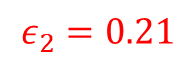 ϵ₂ = 0.21